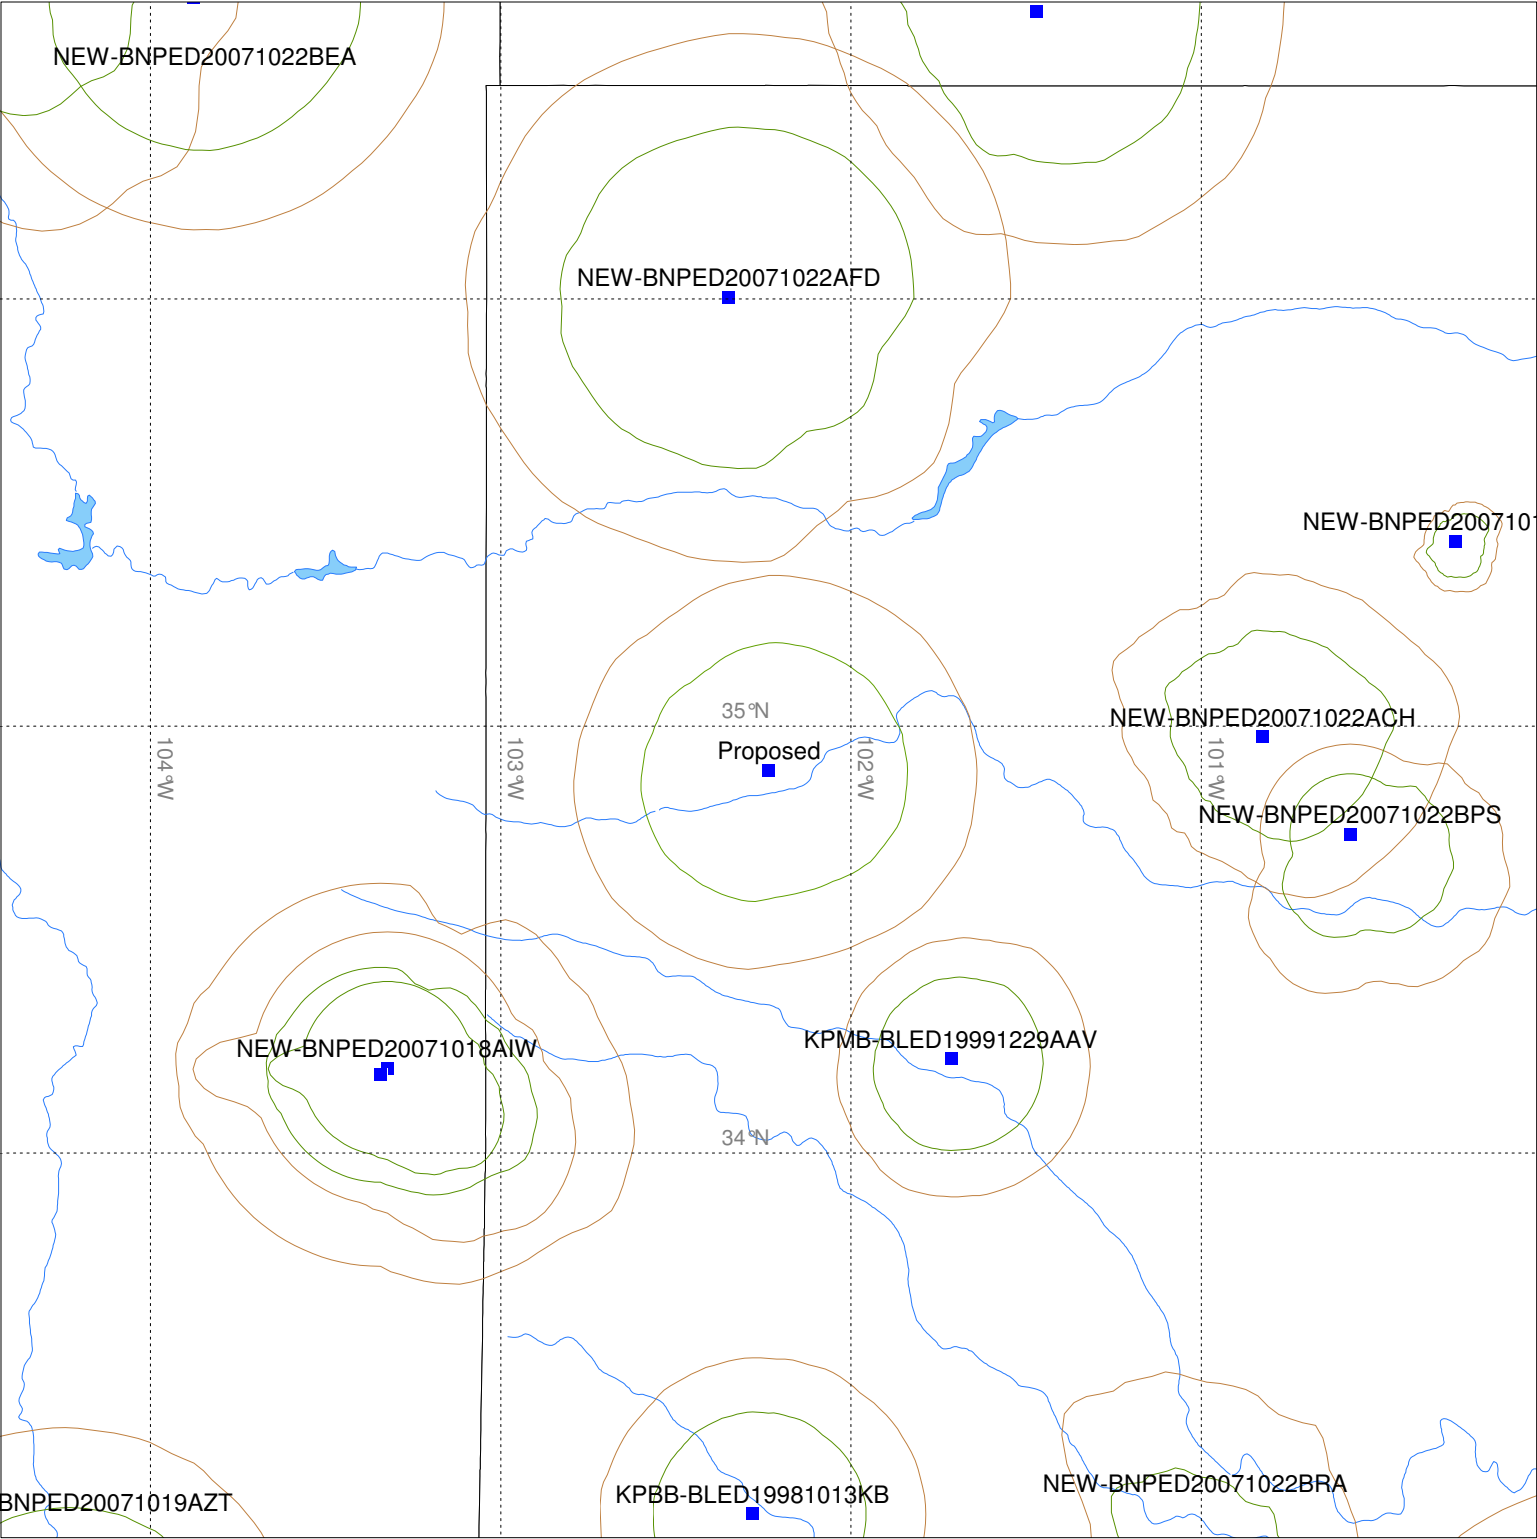 NEW-BNPED20071022BEA
NEW-BNPED20071022AFD
NEW-BNPED2007101
35°N
NEW-BNPED20071022ACH
104°W
103°W
102°W
101°W
Proposed
NEW-BNPED20071022BPS
KPMB-BLED19991229AAV
NEW-BNPED20071018AIW
34°N
NEW-BNPED20071022BRA
KPBB-BLED19981013KB
BNPED20071019AZT